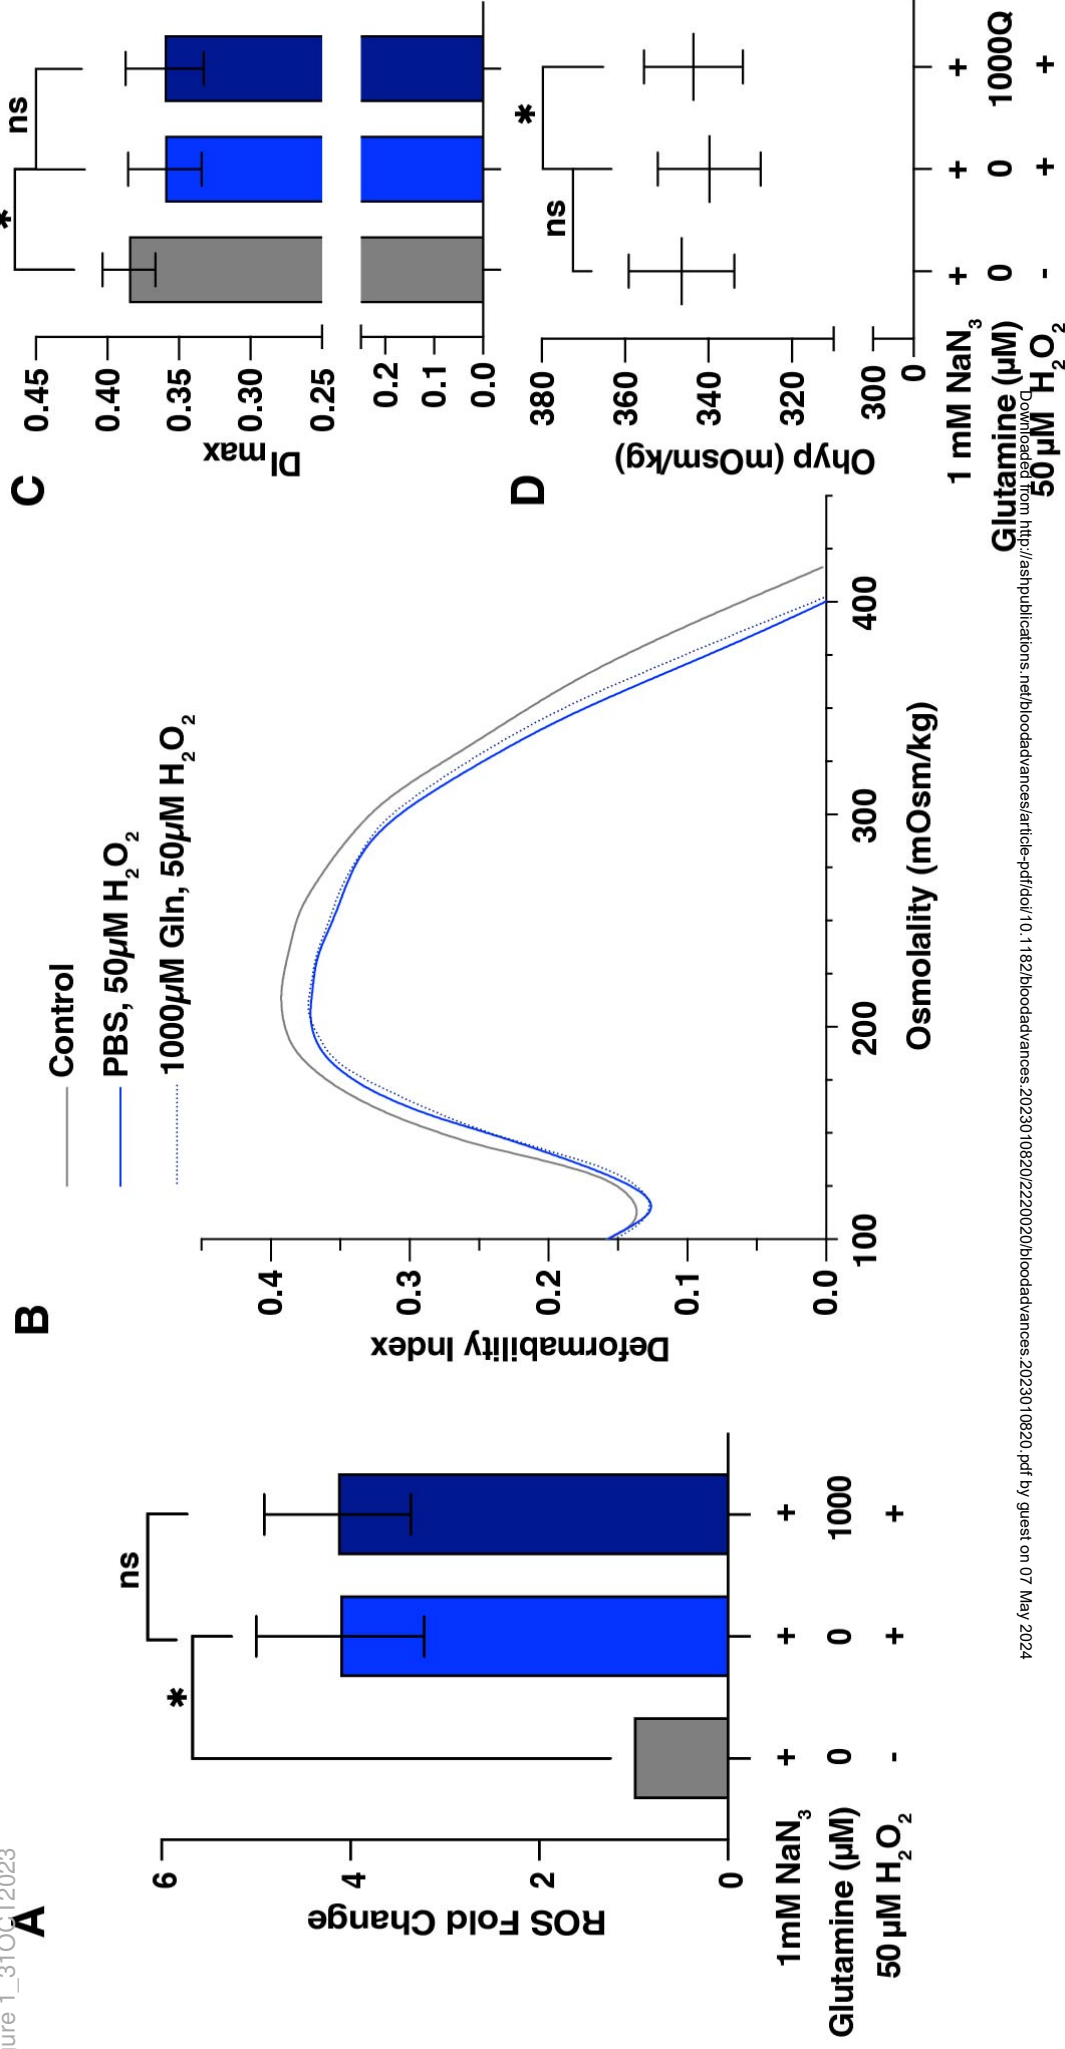 gure 1_31OCT2023
A
ROS Fold Change
6
4
2
0
ns
*
1mM NaN3 + + +
Glutamine (µM) 0 0 1000
50µM H2O2 - + +
B
Control
PBS, 50µM H2O2
1000µM Gln, 50µM H2O2
Deformability Index
0.4
0.3
0.2
0.1
0.0
100 200 300 400
Osmolality (mOsm/kg)
C
DImax
0.45
0.40
0.35
0.30
0.25
0.2
0.1
0.0
*
ns
D
Ohyp (mOsm/kg)
380
360
340
320
300
0
ns
*
1 mM NaN3 + + +
Glutamine (µM) 0 0 1000Q
50µM H2O2 - + +
Downloaded from http://ashpublications.net/bloodadvances/article-pdf/doi/10.1182/bloodadvances.2023010820/2220020/bloodadvances.2023010820.pdf by guest on 07 May 2024